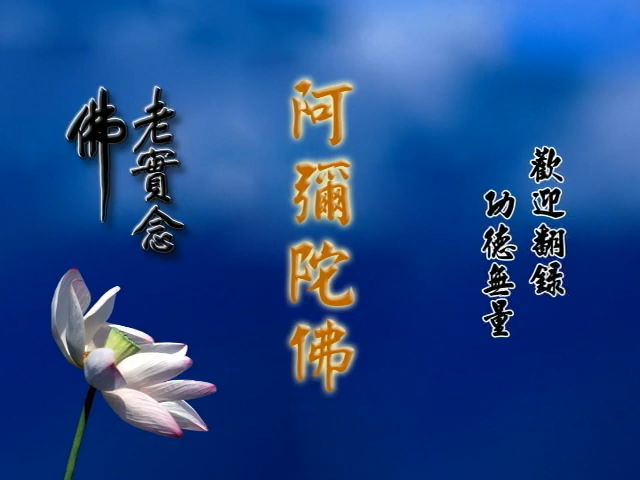 歡迎翻録
功德無量
阿彌陀佛
老實念
佛